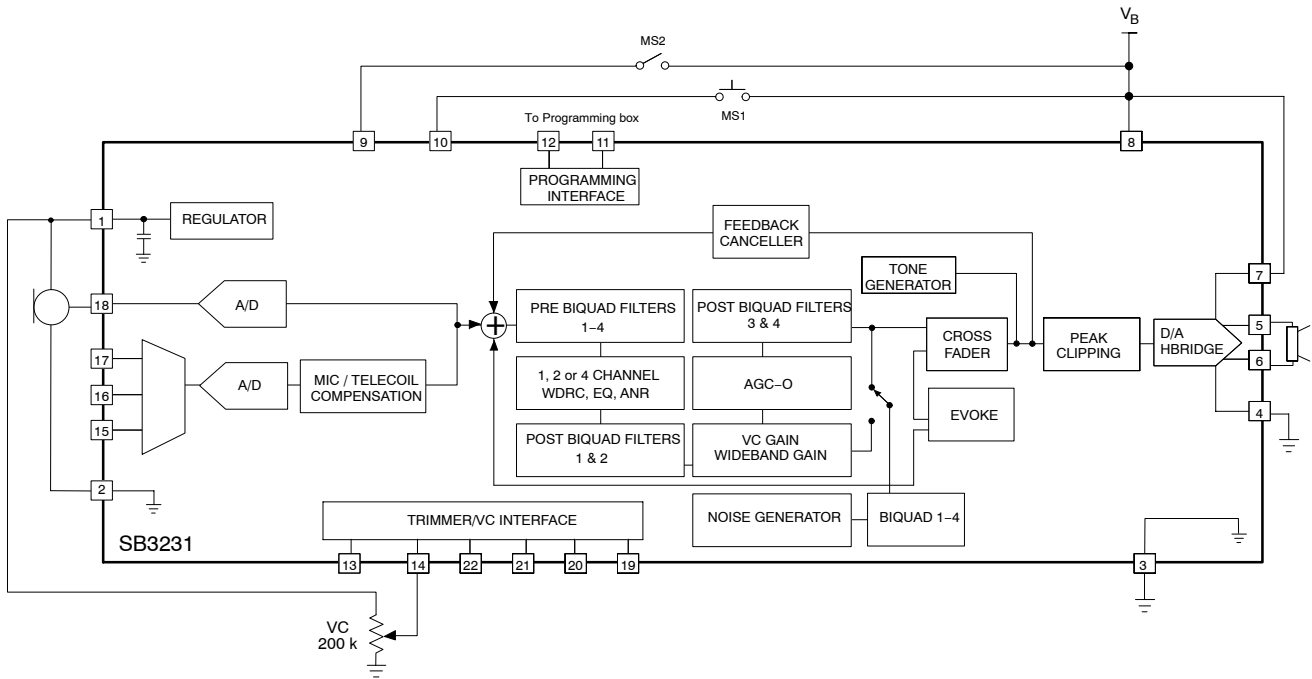 V_B
MS2
MS1
To Programming box
9
10
12
11
8
PROGRAMMING
INTERFACE
1
REGULATOR
FEEDBACK
CANCELLER
TONE
GENERATOR
7
18
A/D
PRE BIQUAD FILTERS
1–4
POST BIQUAD FILTERS
3 & 4
CROSS
FADER
PEAK
CLIPPING
D/A
HBRIDGE
5
6
17
16
15
A/D
MIC / TELECOIL
COMPENSATION
1, 2 or 4 CHANNEL
WDRC, EQ, ANR
AGC–O
EVOKE
4
POST BIQUAD FILTERS
1 & 2
VC GAIN
WIDEBAND GAIN
2
TRIMMER/VC INTERFACE
NOISE GENERATOR
BIQUAD 1–4
SB3231
13
14
22
21
20
19
3
VC
200 k